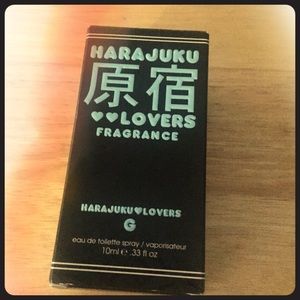 HARAJUKU
原宿
♥♥LOVERS
FRAGRANCE
HARAJUKU♥LOVERS
G
eau de toilette spray / vaporisateur
10ml e .33 fl oz